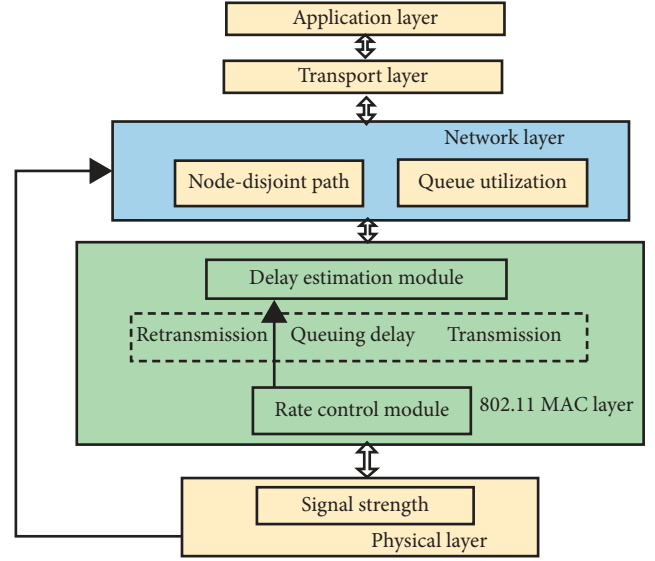 Application layer
Transport layer
Network layer
Node-disjoint path
Queue utilization
Delay estimation module
Retransmission Queuing delay Transmission
Rate control module
802.11 MAC layer
Signal strength
Physical layer